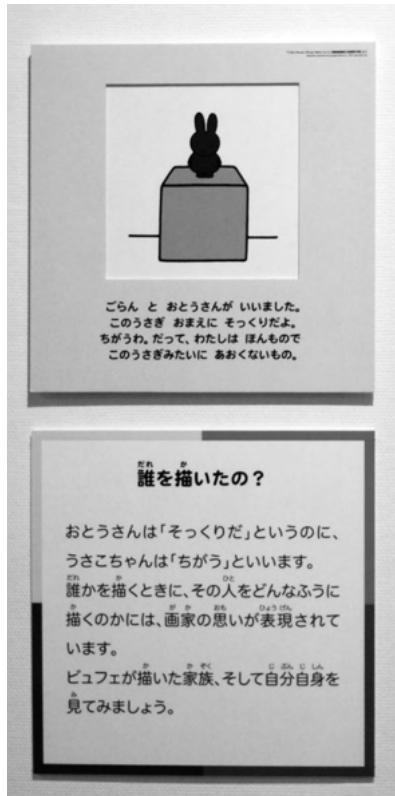 ごらん と おとうさんが いいました。
このうさぎ おまえに そっくりだよ。
ちがうわ。だって、わたしは ほんもので
このうさぎみたいに あおくないもの。
誰を描いたの？
おとうさんは「そっくりだ」というのに、
うさこちゃんは「ちがう」といいます。
誰かを描くときに、その人をどんなふうに
描くのかには、画家の思いが表現されて
います。
ビュフェが描いた家族、そして自分自身を
見てみましょう。